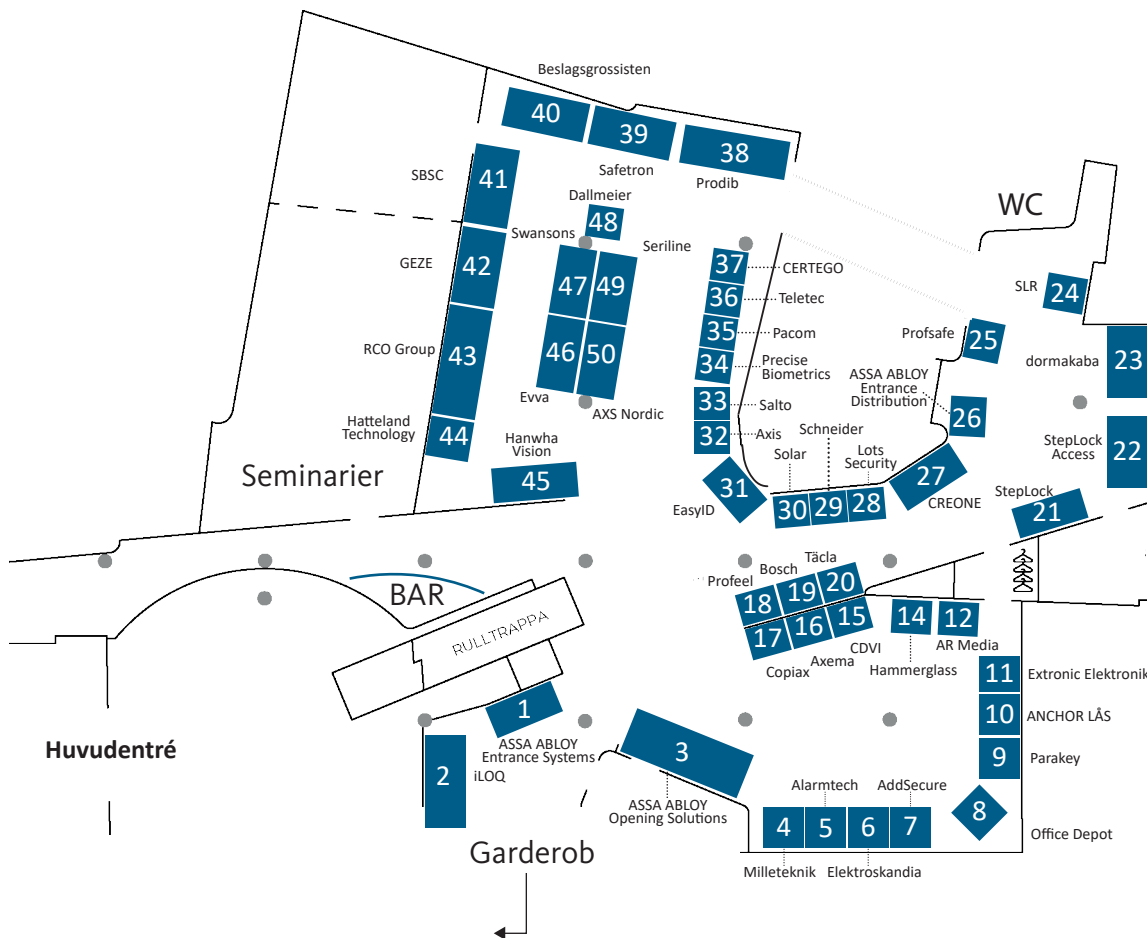 Beslagsgrossisten
40
39
38
Safetron
Prodib
SBSC
41
Dallmeier
48
Swansons
Seriline
WC
GEZE
42
47
49
37
CERTEGO
36
Teletec
SLR
24
RCO Group
43
46
50
35
Pacom
34
Precise
Biometrics
Profsafe
25
dormakaba
23
ASSA ABLOY
Entrance
Distribution
26
Evva
AXS Nordic
33
Salto
32
Axis
Hatteland
Technology
44
Hanwha
Vision
45
Seminarier
Schneider
Solar
Lots
Security
StepLock
Access
22
31
EasyID
30
29
28
27
CREONE
StepLock
21
BAR
RULLTRAPPA
Profeel
Bosch
Täcla
18
19
20
17
16
15
14
12
Copiax
Axema
CDVI
Hammerglass
AR Media
11
Extronic Elektronik
10
ANCHOR LÅS
9
Parakey
8
Office Depot
Huvudentré
1
ASSA ABLOY
Entrance Systems
2
iLOQ
3
ASSA ABLOY
Opening Solutions
Alarmtech
AddSecure
4
5
6
7
Milleteknik
Elektroskandia
Garderob